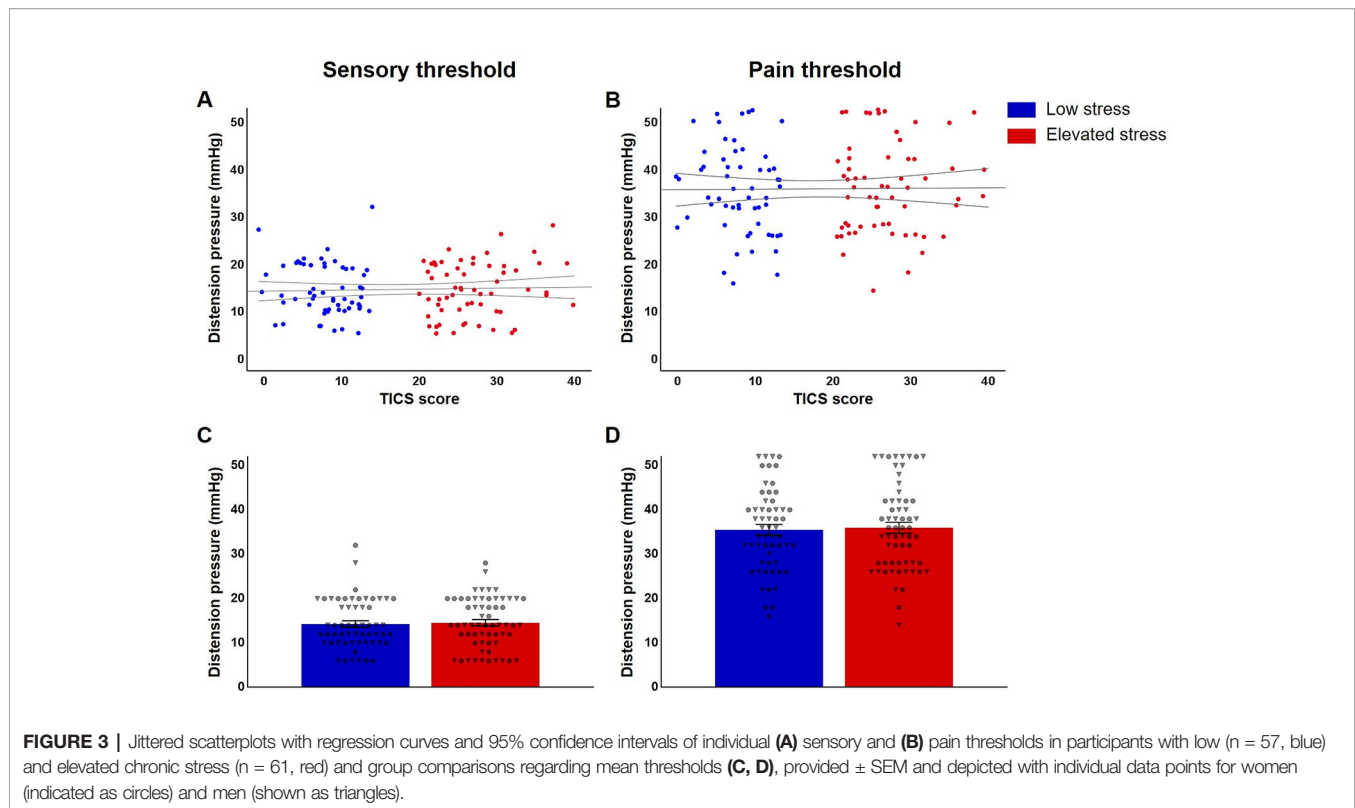 Sensory threshold
Pain threshold
A
B
Low stress
Elevated stress
Distension pressure (mmHg)
50
40
30
20
10
0
0 10 20 30 40
TICS score
Distension pressure (mmHg)
50
40
30
20
10
0
0 10 20 30 40
TICS score
C
D
Distension pressure (mmHg)
50
40
30
20
10
0
Distension pressure (mmHg)
50
40
30
20
10
0
FIGURE 3 | Jittered scatterplots with regression curves and 95% confidence intervals of individual (A) sensory and (B) pain thresholds in participants with low (n = 57, blue)
and elevated chronic stress (n = 61, red) and group comparisons regarding mean thresholds (C, D), provided ± SEM and depicted with individual data points for women
(indicated as circles) and men (shown as triangles).